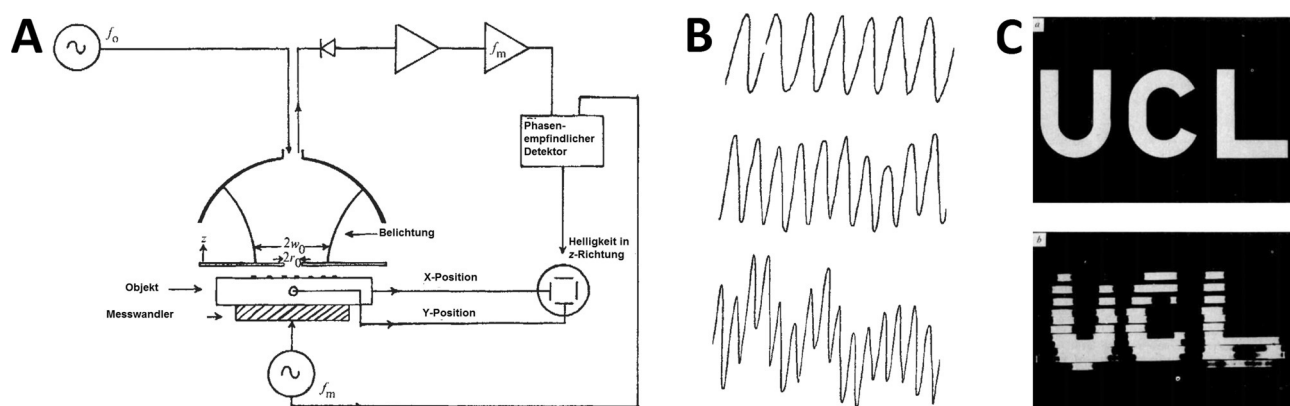 A
f₀
fₘ
Phasen-
empfindlicher
Detektor
Belichtung
z
2w₀
2r₀
Helligkeit in
z-Richtung
X-Position
Objekt
Messwandler
Y-Position
fₘ
B
C
a
UCL
b
UCL